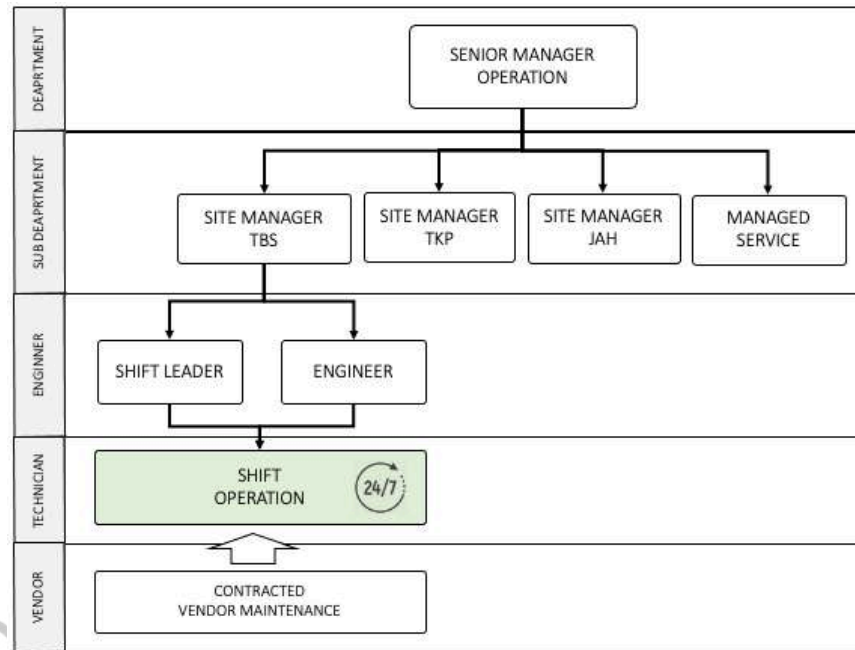 DEAPRTMENT
SENIOR MANAGER
OPERATION
SUB DEAPRTMENT
SITE MANAGER
TBS
SITE MANAGER
TKP
SITE MANAGER
JAH
MANAGED
SERVICE
ENGINNER
SHIFT LEADER
ENGINEER
TECHNICIAN
SHIFT
OPERATION
24/7
VENDOR
CONTRACTED
VENDOR MAINTENANCE